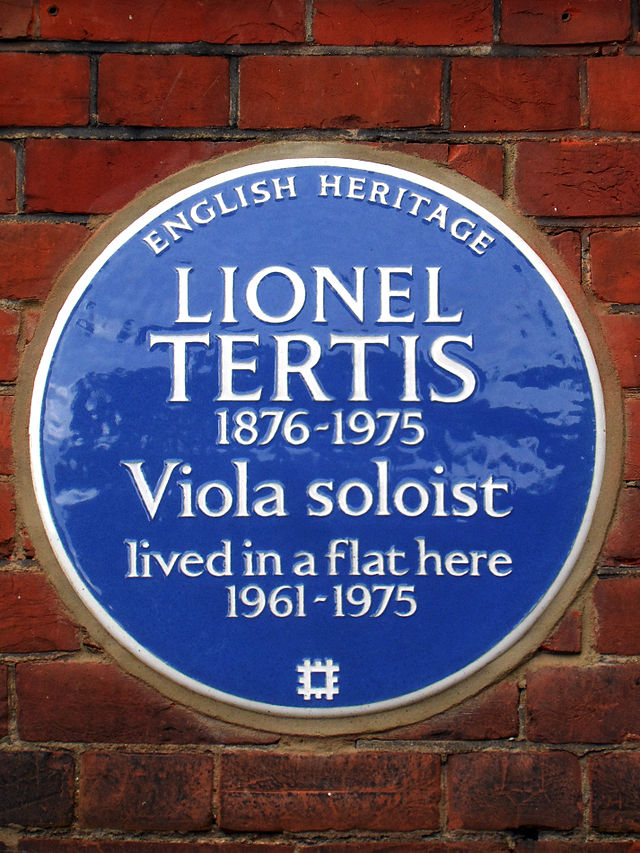 ENGLISH HERITAGE
LIONEL
TERTIS
1876-1975
Viola soloist
lived in a flat here
1961-1975